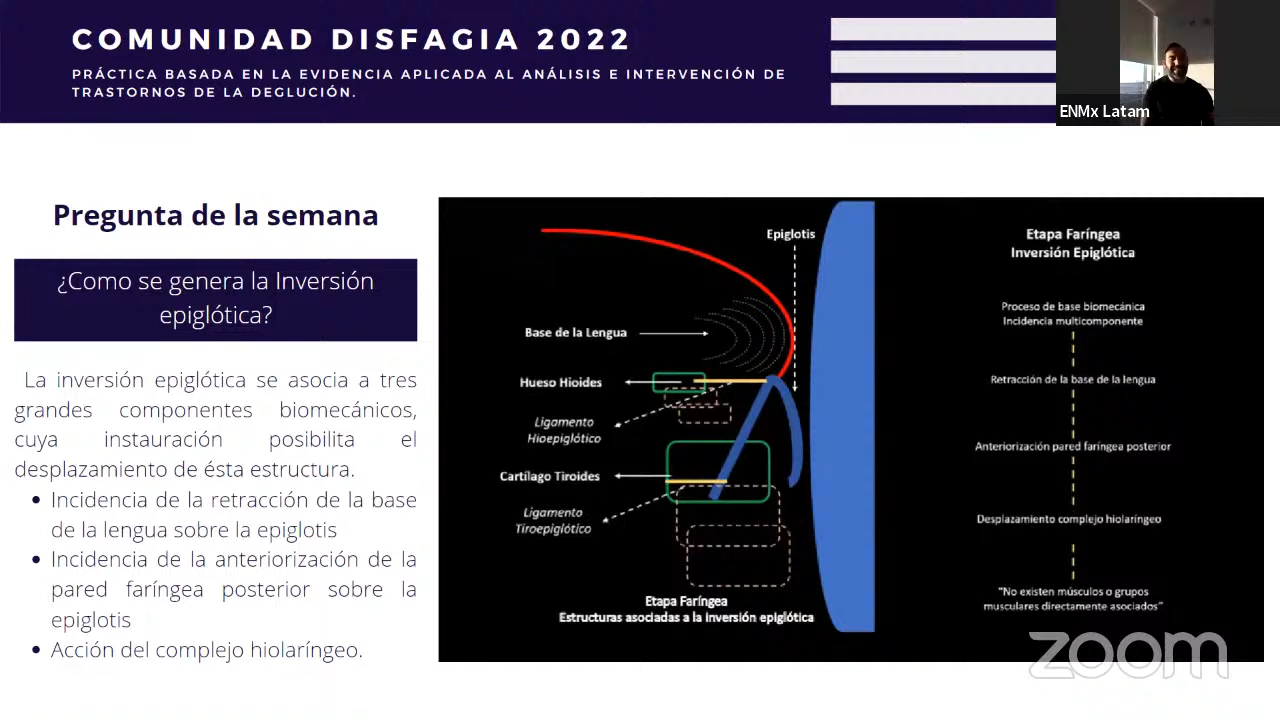 COMUNIDAD DISFAGIA 2022
PRÁCTICA BASADA EN LA EVIDENCIA APLICADA AL ANÁLISIS E INTERVENCIÓN DE
TRASTORNOS DE LA DEGLUCIÓN.
ENMx Latam
Pregunta de la semana
¿Como se genera la Inversión
epiglótica?
La inversión epiglótica se asocia a tres
grandes componentes biomecánicos,
cuya instauración posibilita el
desplazamiento de ésta estructura.
• Incidencia de la retracción de la base
de la lengua sobre la epiglotis
• Incidencia de la anteriorización de la
pared faríngea posterior sobre la
epiglotis
• Acción del complejo hiolaríngeo.
Epiglotis
Base de la Lengua
Hueso Hioides
Ligamento
Hioepiglótico
Cartílago Tiroides
Ligamento
Tiroepiglótico
Etapa Faríngea
Estructuras asociadas a la inversión epiglótica
Etapa Faríngea
Inversión Epiglótica
Proceso de base biomecánica
Incidencia multicomponente
Retracción de la base de la lengua
Anteriorización pared faríngea posterior
Desplazamiento complejo hiolaríngeo
"No existen músculos o grupos
musculares directamente asociados"
zoom